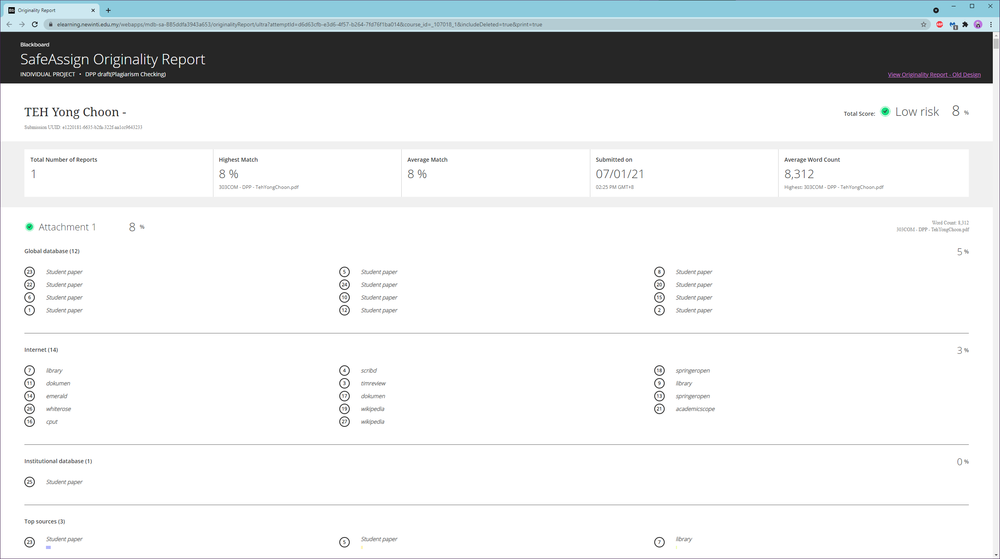 Bb Originality Report
elearning.newinti.edu.my/webapps/mdb-sa-BB5ddfa3943a653/originalityReport/ultra?attemptId=d6d63cfb-e3d6-4f57-b264-7fd76f1ba014&course_id=_107018_1&includeDeleted=true&print=true
ABP
1
Blackboard
SafeAssign Originality Report
INDIVIDUAL PROJECT • DPP draft(Plagiarism Checking)
View Originality Report - Old Design
TEH Yong Choon -
Total Score: Low risk 8 %
Submission UUID: e1220181-6635-b2fa-322f-aa1cc9643233
Total Number of Reports
1
Highest Match
8 %
303COM - DPP - TehYongChoon.pdf
Average Match
8 %
Submitted on
07/01/21
02:25 PM GMT+8
Average Word Count
8,312
Highest: 303COM - DPP - TehYongChoon.pdf
Attachment 1 8 %
Word Count: 8,312
303COM - DPP - TehYongChoon.pdf
Global database (12) 5 %
23 Student paper 5 Student paper 8 Student paper
22 Student paper 24 Student paper 20 Student paper
6 Student paper 10 Student paper 15 Student paper
1 Student paper 12 Student paper 2 Student paper
Internet (14) 3 %
7 library 4 scribd 18 springeropen
11 dokumen 3 timreview 9 library
14 emerald 17 dokumen 13 springeropen
26 whiterose 19 wikipedia 21 academicscope
16 cput 27 wikipedia
Institutional database (1) 0 %
25 Student paper
Top sources (3)
23 Student paper 5 Student paper 7 library